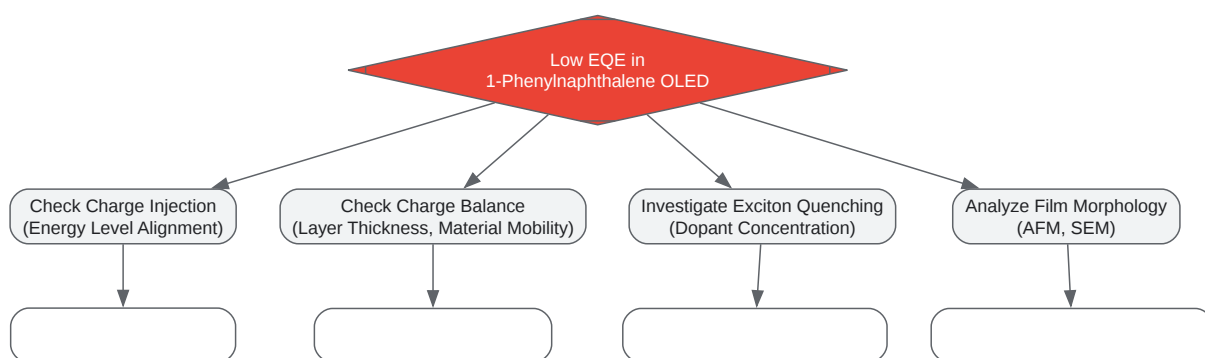 Low EQE in
1-Phenylnaphthalene OLED
Check Charge Injection
(Energy Level Alignment)
Check Charge Balance
(Layer Thickness, Material Mobility)
Investigate Exciton Quenching
(Dopant Concentration)
Analyze Film Morphology
(AFM, SEM)